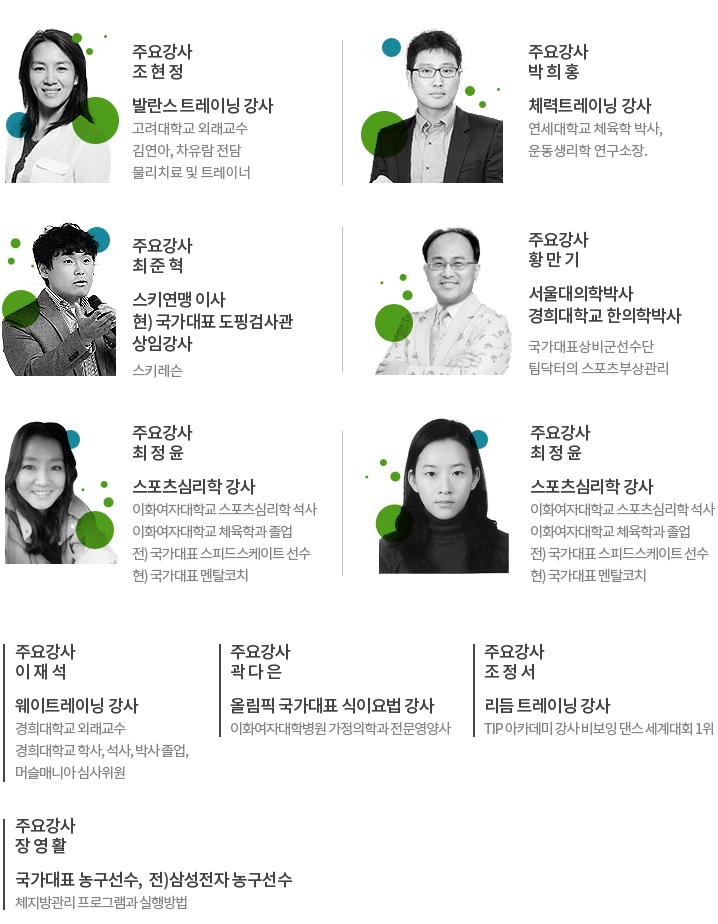 주요강사
조 현 정
발란스 트레이닝 강사
고려대학교 외래교수
김연아, 차유람 전담
물리치료 및 트레이너
주요강사
박 희 홍
체력트레이닝 강사
연세대학교 체육학 박사,
운동생리학 연구소장.
주요강사
최 준 혁
스키연맹 이사
현) 국가대표 도핑검사관
상임강사
스키레슨
주요강사
황 만 기
서울대의학박사
경희대학교 한의학박사
국가대표상비군선수단
팀닥터의 스포츠부상관리
주요강사
최 정 윤
스포츠심리학 강사
이화여자대학교 스포츠심리학 석사
이화여자대학교 체육학과 졸업
전) 국가대표 스피드스케이트 선수
현) 국가대표 멘탈코치
주요강사
최 정 윤
스포츠심리학 강사
이화여자대학교 스포츠심리학 석사
이화여자대학교 체육학과 졸업
전) 국가대표 스피드스케이트 선수
현) 국가대표 멘탈코치
주요강사
이 재 석
웨이트레이닝 강사
경희대학교 외래교수
경희대학교 학사, 석사, 박사 졸업,
머슬매니아 심사위원
주요강사
곽 다 은
올림픽 국가대표 식이요법 강사
이화여자대학병원 가정의학과 전문영양사
주요강사
조 정 서
리듬 트레이닝 강사
TIP 아카데미 강사 비보잉 댄스 세계대회 1위
주요강사
장 영 활
국가대표 농구선수, 전)삼성전자 농구선수
체지방관리 프로그램과 실행방법